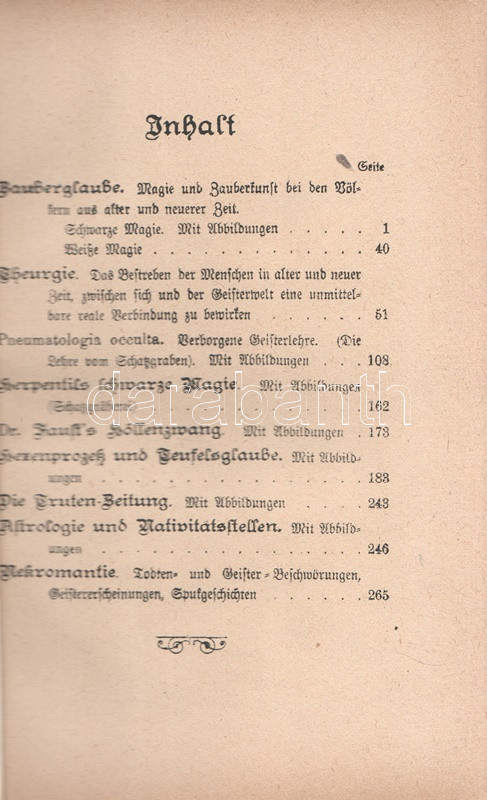 Inhalt
Seite
Zauberglaube. Magie und Zauberkunst bei den Völ-
kern aus alter und neuerer Zeit.
Schwarze Magie. Mit Abbildungen . . . . . 1
Weiße Magie . . . . . . . . . . . . . 40
Theurgie. Das Bestreben der Menschen in alter und neuer
Zeit, zwischen sich und der Geisterwelt eine unmittel-
bare reale Verbindung zu bewirken . . . . . . 51
Pneumatologia occulta. Verborgene Geisterlehre. (Die
Lehre vom Schatzgraben). Mit Abbildungen . . . 108
Herpentils schwarze Magie. Mit Abbildungen
. . . . . . . . . . . . . 162
darabanth
Dr. Faust's Höllenzwang. Mit Abbildungen . 173
Hexenprozeß und Teufelsglaube. Mit Abbild-
ungen . . . . . . . . . . . . . . . 183
Die Truten-Zeitung. Mit Abbildungen . . . . . 243
Astrologie und Nativitätsstellen. Mit Abbild-
ungen . . . . . . . . . . . . . . . 246
Nekromantie. Todten- und Geister-Beschwörungen,
Geistererscheinungen, Spukgeschichten . . . . . 265